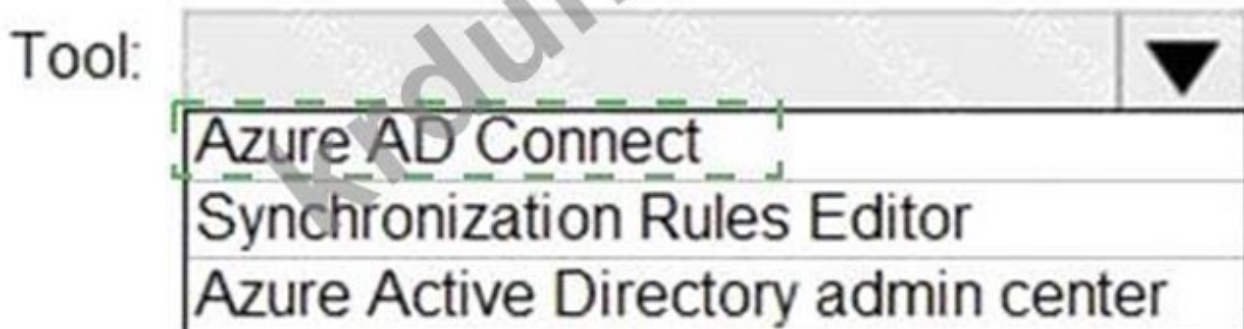 Tool:
Azure AD Connect
Synchronization Rules Editor
Azure Active Directory admin center